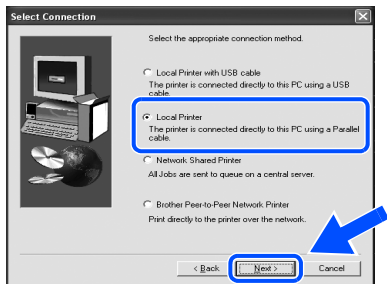 Select Connection
Select the appropriate connection method.
Local Printer with USB cable
The printer is connected directly to this PC using a USB
cable.
Local Printer
The printer is connected directly to this PC using a Parallel
cable.
Network Shared Printer
All Jobs are sent to queue on a central server.
Brother Peer-to-Peer Network Printer
Print directly to the printer over the network.
< Back Next > Cancel